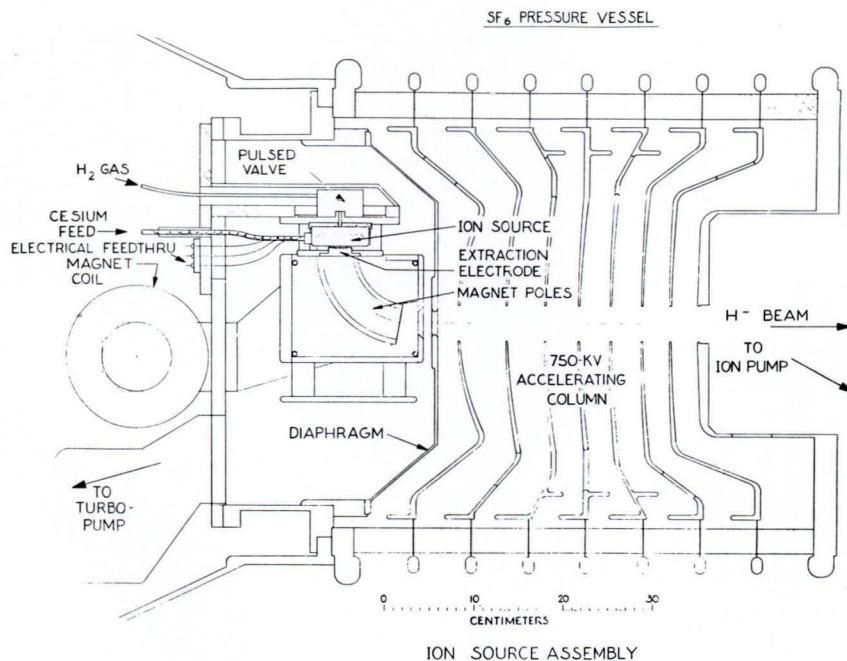 SF6 PRESSURE VESSEL
PULSED
VALVE
H2 GAS
CESIUM
FEED
ELECTRICAL FEEDTHRU
MAGNET
COIL
ION SOURCE
EXTRACTION
ELECTRODE
MAGNET POLES
H− BEAM
TO
ION PUMP
750-KV
ACCELERATING
COLUMN
DIAPHRAGM
TO
TURBO-
PUMP
0 10 20 30
CENTIMETERS
ION SOURCE ASSEMBLY